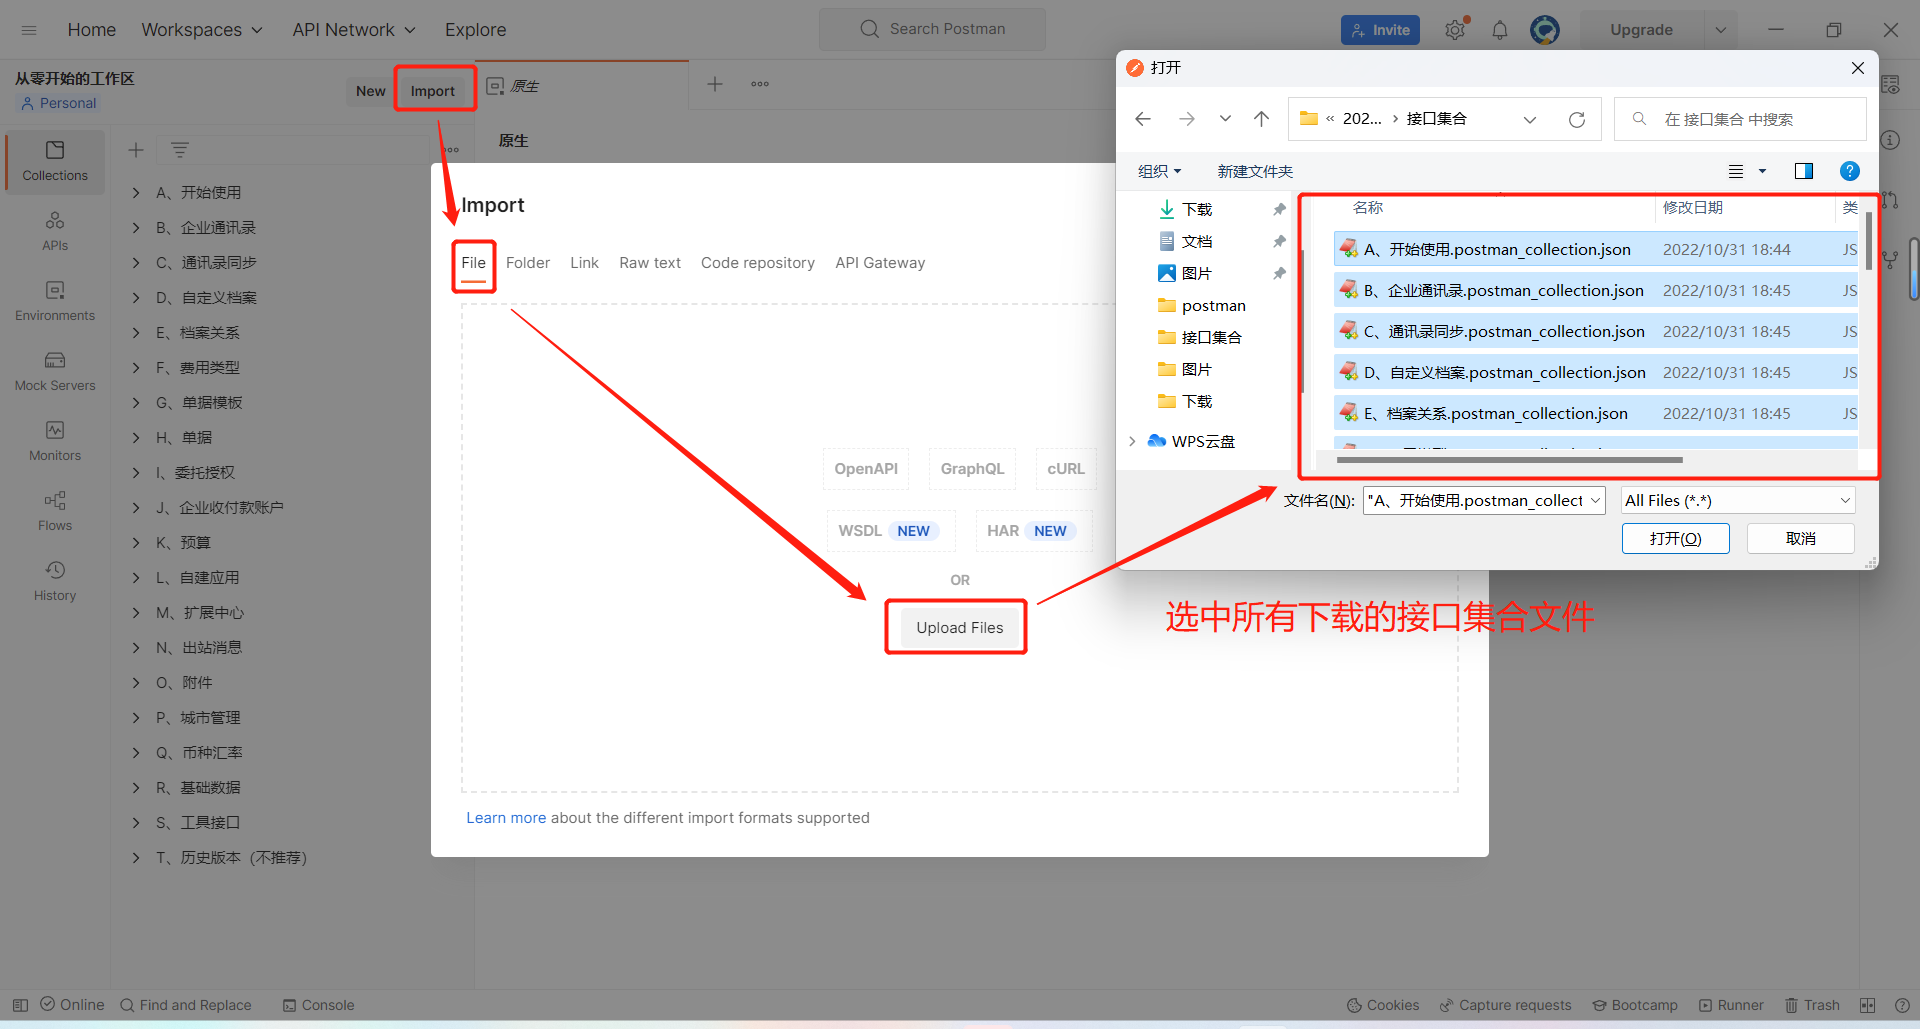 Home
Workspaces
API Network
Explore
Search Postman
Invite
Upgrade
从零开始的工作区
Personal
New
Import
原生
原生
Collections
APIs
Environments
Mock Servers
Monitors
Flows
History
A、开始使用
B、企业通讯录
C、通讯录同步
D、自定义档案
E、档案关系
F、费用类型
G、单据模板
H、单据
I、委托授权
J、企业收付款账户
K、预算
L、自建应用
M、扩展中心
N、出站消息
O、附件
P、城市管理
Q、币种汇率
R、基础数据
S、工具接口
T、历史版本（不推荐）
Import
File
Folder
Link
Raw text
Code repository
API Gateway
OpenAPI
GraphQL
cURL
WSDL NEW
HAR NEW
OR
Upload Files
Learn more about the different import formats supported
打开
« 202... › 接口集合
在 接口集合 中搜索
组织
新建文件夹
下载
文档
图片
postman
接口集合
图片
下载
WPS云盘
名称 修改日期 类
A、开始使用.postman_collection.json 2022/10/31 18:44 JS
B、企业通讯录.postman_collection.json 2022/10/31 18:45 JS
C、通讯录同步.postman_collection.json 2022/10/31 18:45 JS
D、自定义档案.postman_collection.json 2022/10/31 18:45 JS
E、档案关系.postman_collection.json 2022/10/31 18:45 JS
文件名(N): "A、开始使用.postman_collect
All Files (*.*)
打开(O)
取消
选中所有下载的接口集合文件
Online
Find and Replace
Console
Cookies
Capture requests
Bootcamp
Runner
Trash